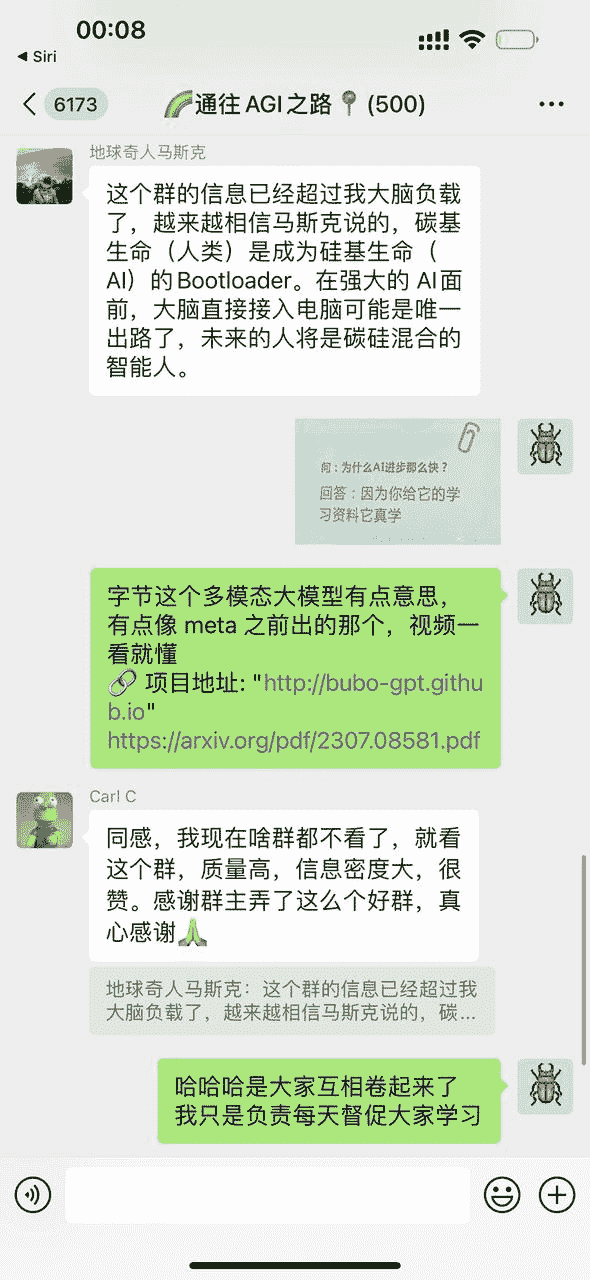 00:08
◀ Siri
6173
🌈通往AGI之路📍(500)
地球奇人马斯克
这个群的信息已经超过我大脑负载
了，越来越相信马斯克说的，碳基
生命（人类）是成为硅基生命（
AI）的Bootloader。在强大的 AI面
前，大脑直接接入电脑可能是唯一
出路了，未来的人将是碳硅混合的
智能人。
问：为什么AI进步那么快？
回答：因为你给它的学
习资料它真学
字节这个多模态大模型有点意思，
有点像 meta 之前出的那个，视频一
看就懂
🔗 项目地址: "http://bubo-gpt.githu
b.io"
https://arxiv.org/pdf/2307.08581.pdf
Carl C
同感，我现在啥群都不看了，就看
这个群，质量高，信息密度大，很
赞。感谢群主弄了这么个好群，真
心感谢🙏
地球奇人马斯克：这个群的信息已经超过我
大脑负载了，越来越相信马斯克说的，碳...
哈哈哈是大家互相卷起来了
我只是负责每天督促大家学习